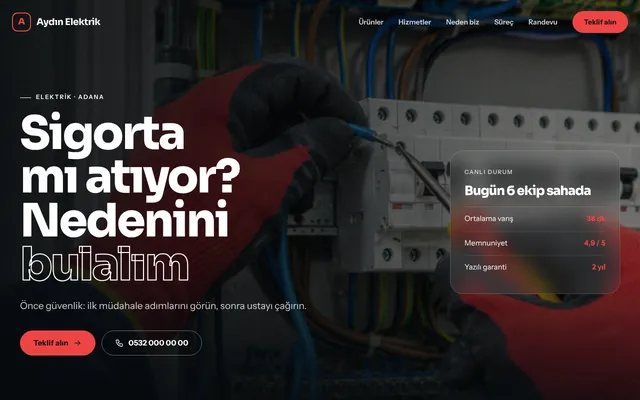 A Aydın Elektrik
Ürünler Hizmetler Neden biz Süreç Randevu Teklif alın
ELEKTRİK · ADANA
Sigorta
mı atıyor?
Nedenini
bulalım
Önce güvenlik: ilk müdahale adımlarını görün, sonra ustayı çağırın.
Teklif alın → 0532 000 00 00
CANLI DURUM
Bugün 6 ekip sahada
Ortalama varış 38 dk
Memnuniyet 4,9 / 5
Yazılı garanti 2 yıl